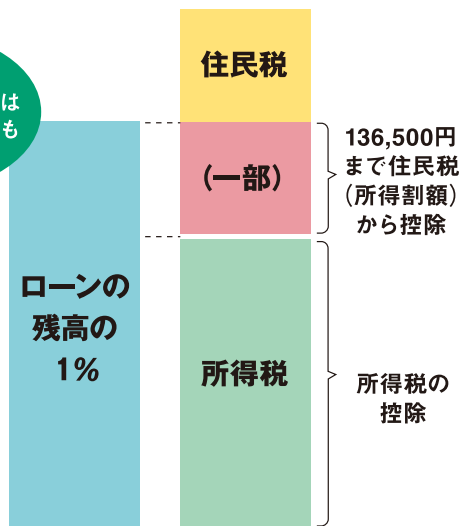 は
も
住民税
(一部)
136,500円
まで住民税
(所得割額)
から控除
ローンの
残高の
1%
所得税
所得税の
控除